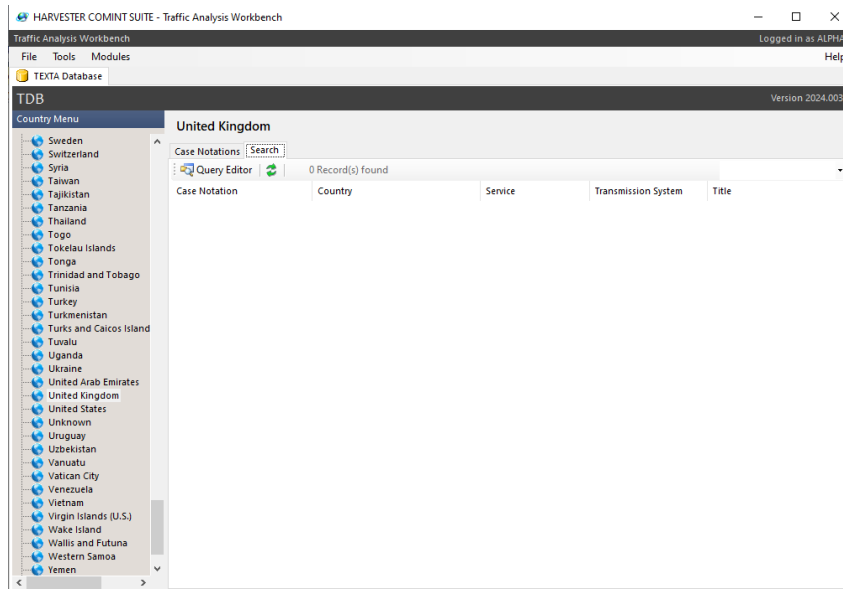 HARVESTER COMINT SUITE - Traffic Analysis Workbench
Traffic Analysis Workbench Logged in as ALPHA
File Tools Modules Help
TEXTA Database
TDB Version 2024.003
Country Menu
Sweden
Switzerland
Syria
Taiwan
Tajikistan
Tanzania
Thailand
Togo
Tokelau Islands
Tonga
Trinidad and Tobago
Tunisia
Turkey
Turkmenistan
Turks and Caicos Island
Tuvalu
Uganda
Ukraine
United Arab Emirates
United Kingdom
United States
Unknown
Uruguay
Uzbekistan
Vanuatu
Vatican City
Venezuela
Vietnam
Virgin Islands (U.S.)
Wake Island
Wallis and Futuna
Western Samoa
Yemen
United Kingdom
Case Notations Search
Query Editor 0 Record(s) found
Case Notation Country Service Transmission System Title